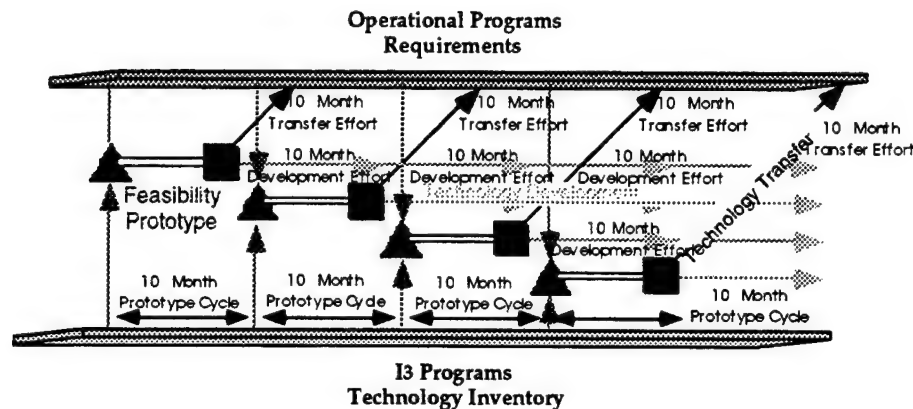 Operational Programs
Requirements
10 Month
Transfer Effort
10 Month
Transfer Effort
10 Month
Transfer Effort
10 Month
Transfer Effort
10 Month
Development Effort
10 Month
Development Effort
10 Month
Development Effort
Feasibility
Prototype
Technology Transfer
10 Month
Development Effort
10 Month
Prototype Cycle
10 Month
Prototype Cycle
10 Month
Prototype Cycle
10 Month
Prototype Cycle
I3 Programs
Technology Inventory